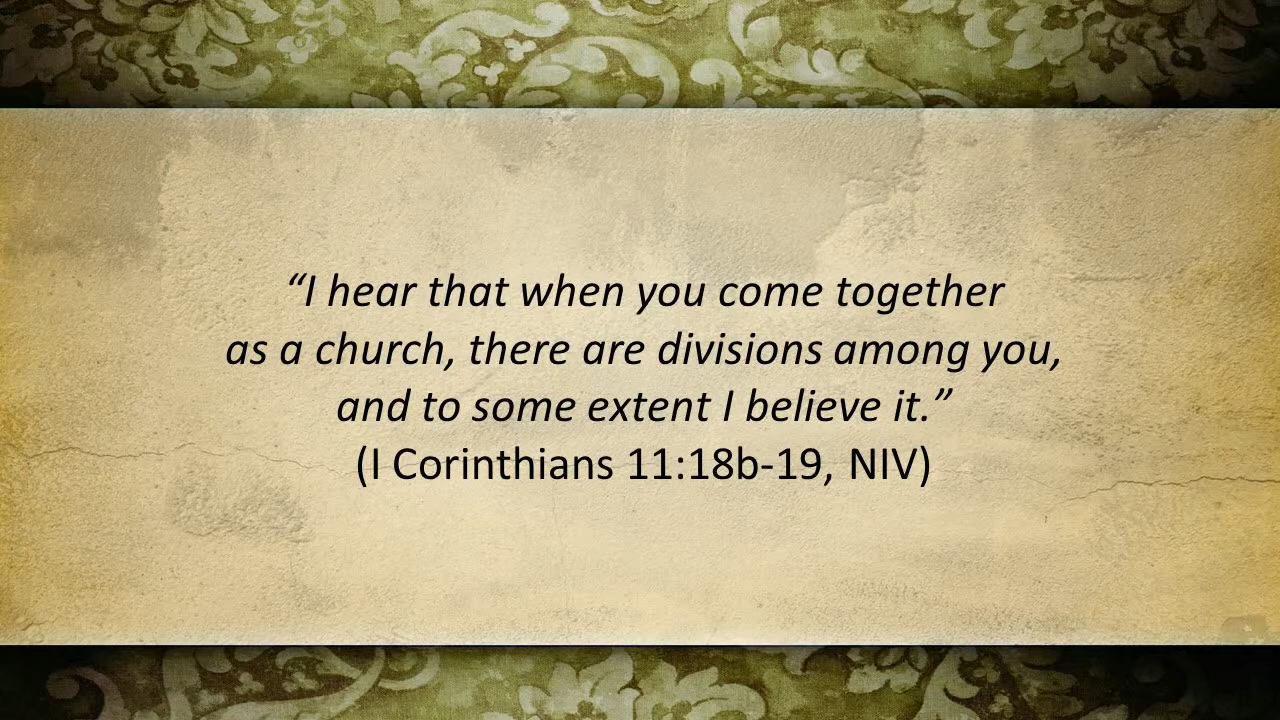 “I hear that when you come together
as a church, there are divisions among you,
and to some extent I believe it.”
(I Corinthians 11:18b-19, NIV)